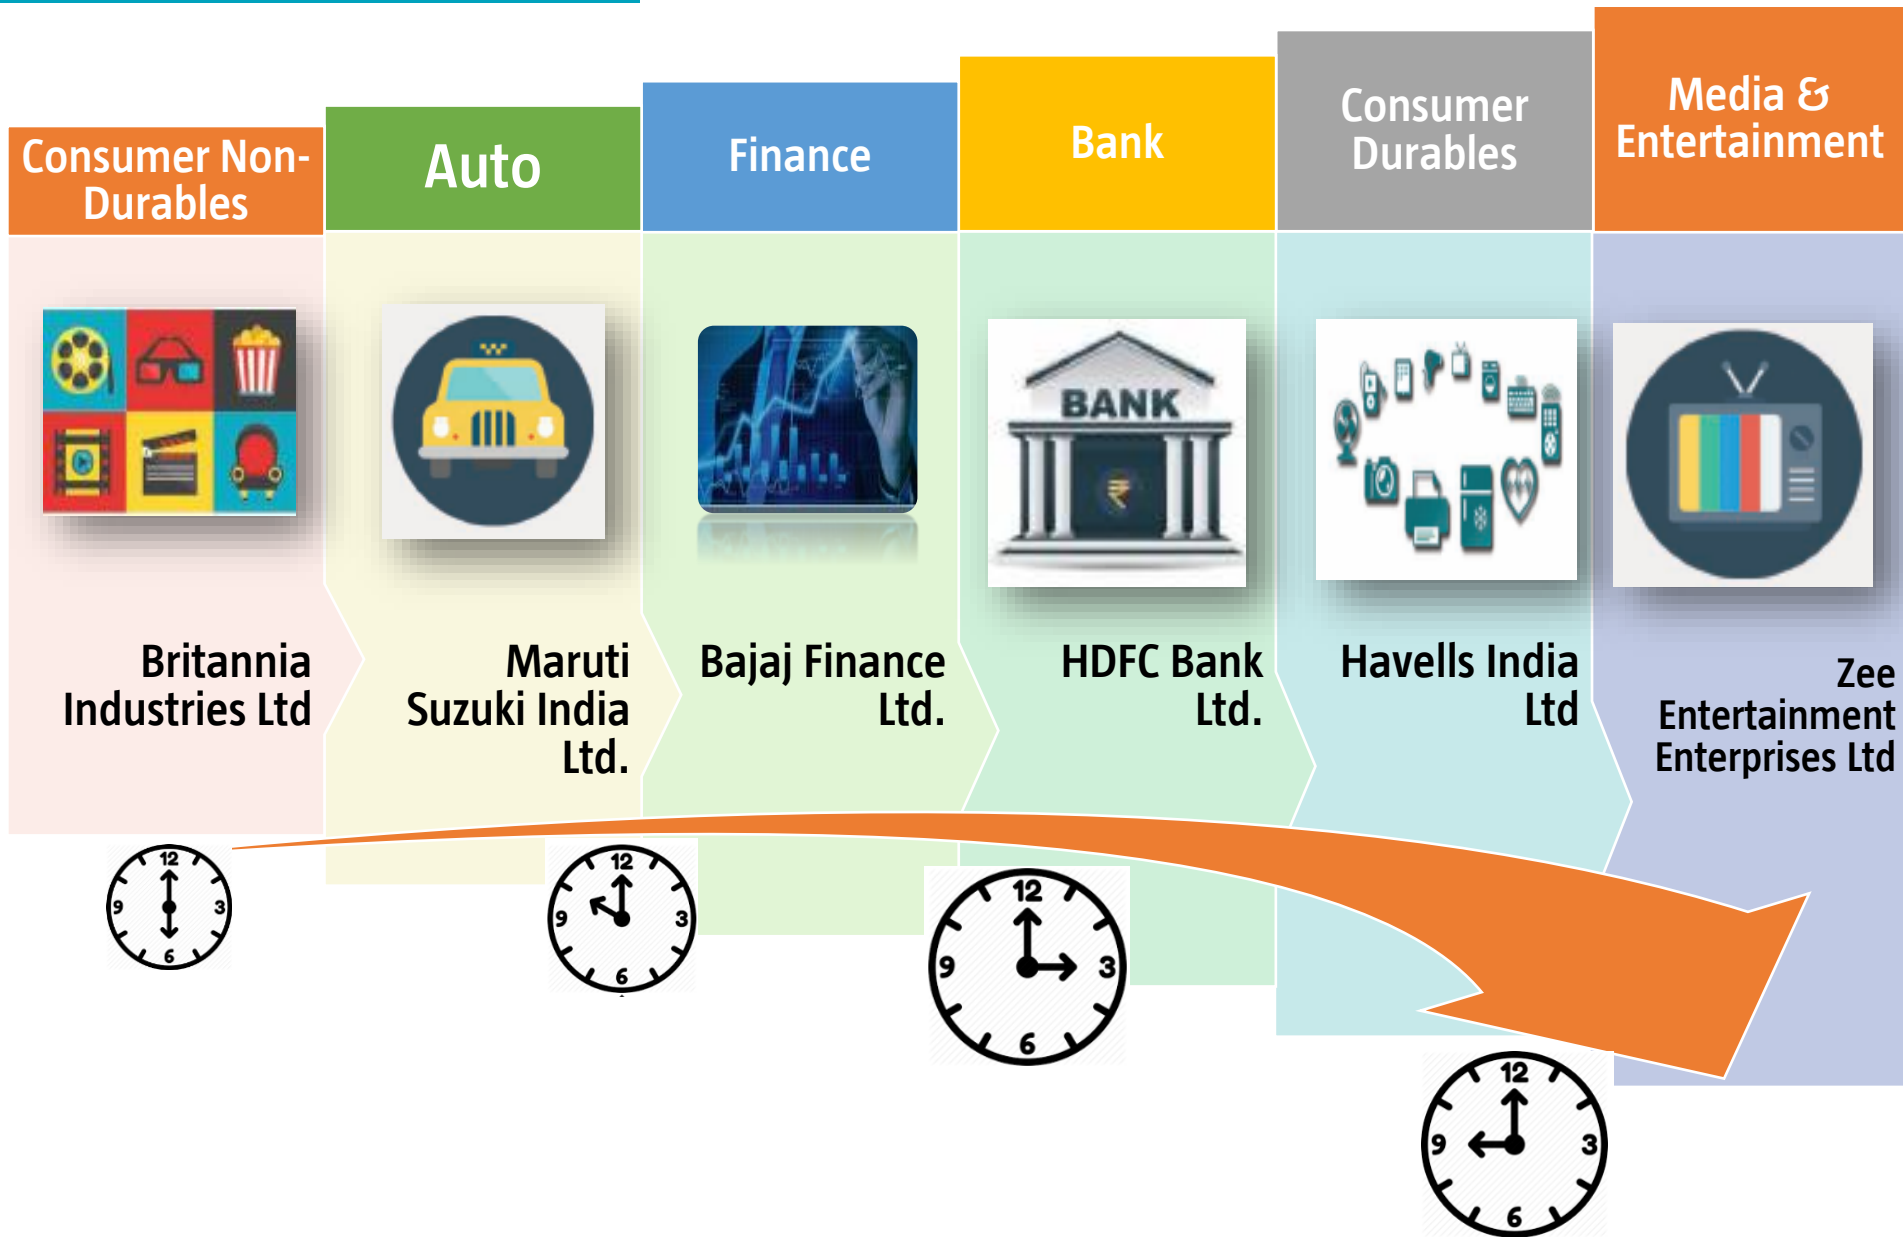 Consumer Non-
Durables
Auto
Finance
Bank
Consumer
Durables
Media &
Entertainment
BANK
₹
Britannia
Industries Ltd
Maruti
Suzuki India
Ltd.
Bajaj Finance
Ltd.
HDFC Bank
Ltd.
Havells India
Ltd
Zee
Entertainment
Enterprises Ltd
12
9
3
6
12
9
3
6
12
9
3
6
12
9
3
6